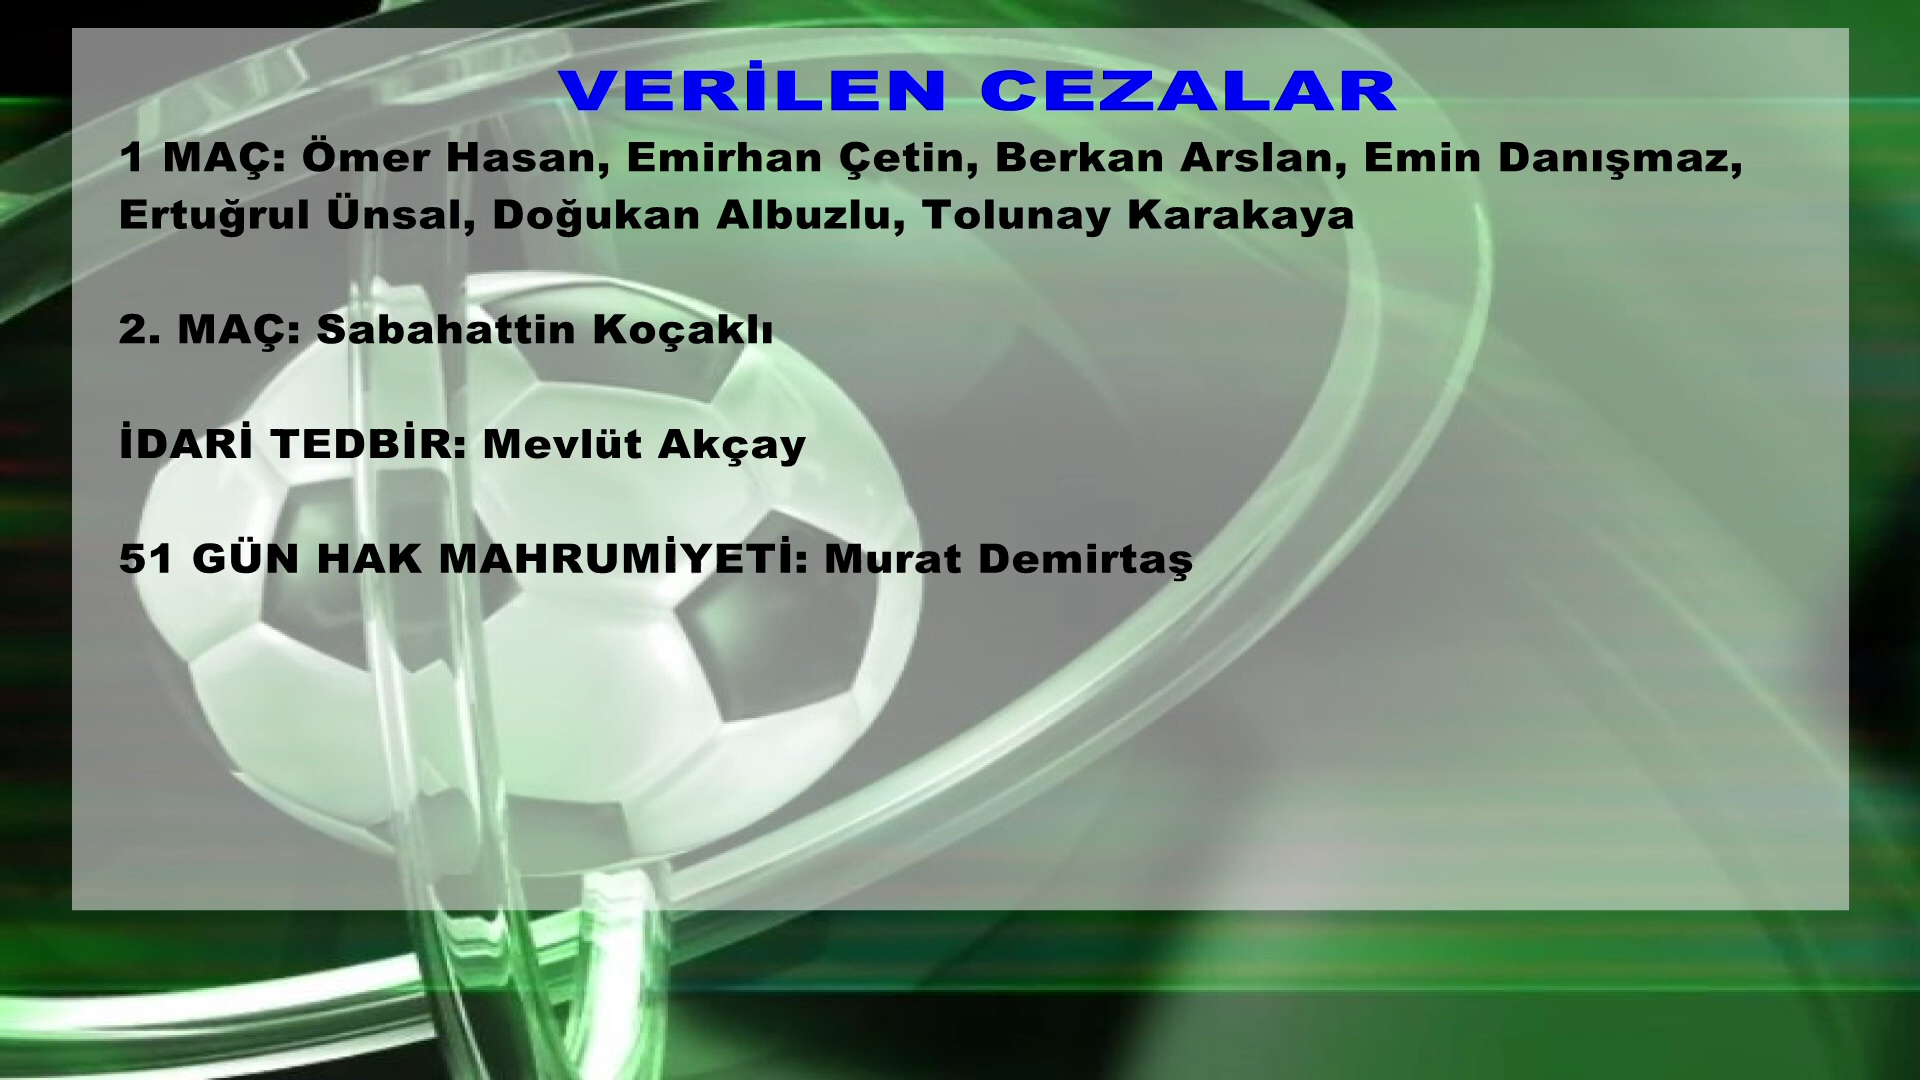 VERİLEN CEZALAR
1 MAÇ: Ömer Hasan, Emirhan Çetin, Berkan Arslan, Emin Danışmaz,
Ertuğrul Ünsal, Doğukan Albuzlu, Tolunay Karakaya
2. MAÇ: Sabahattin Koçaklı
İDARİ TEDBİR: Mevlüt Akçay
51 GÜN HAK MAHRUMİYETİ: Murat Demirtaş